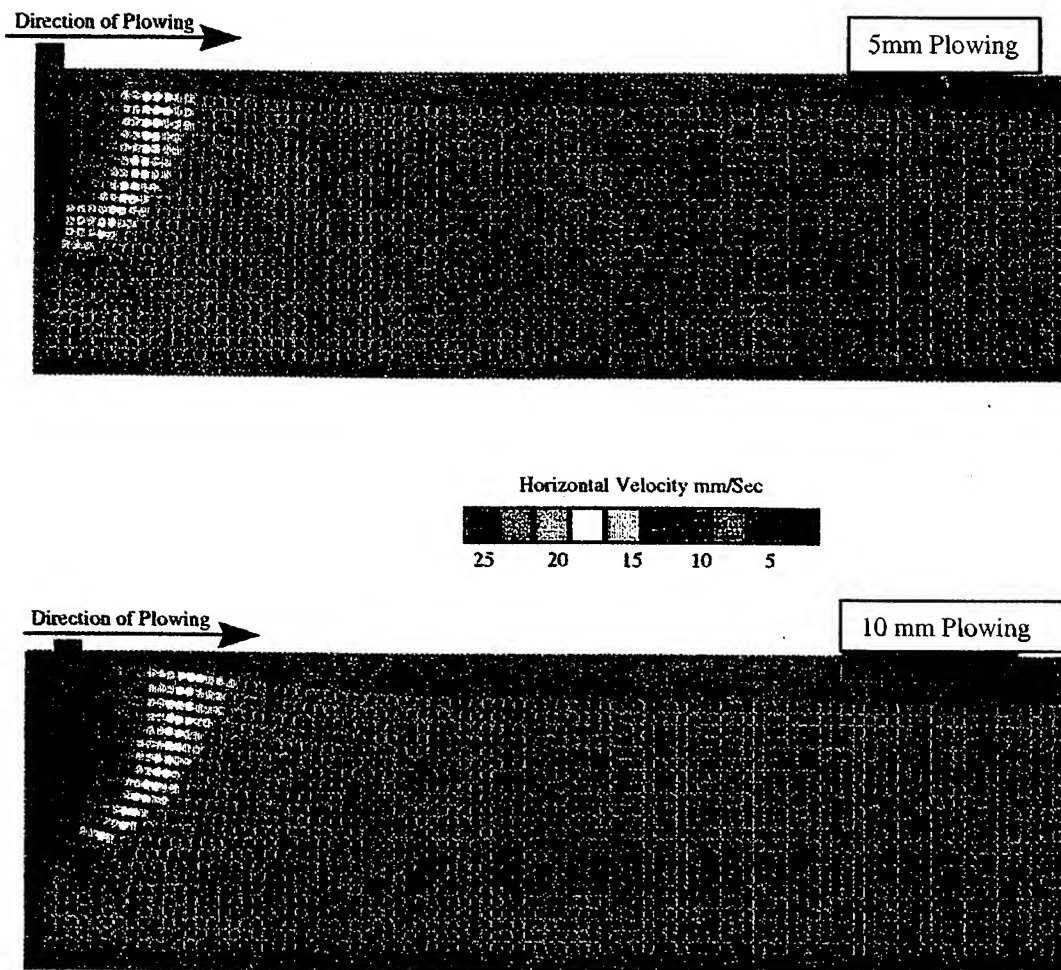 Direction of Plowing
5mm Plowing
Horizontal Velocity mm/Sec
25 20 15 10 5
Direction of Plowing
10 mm Plowing